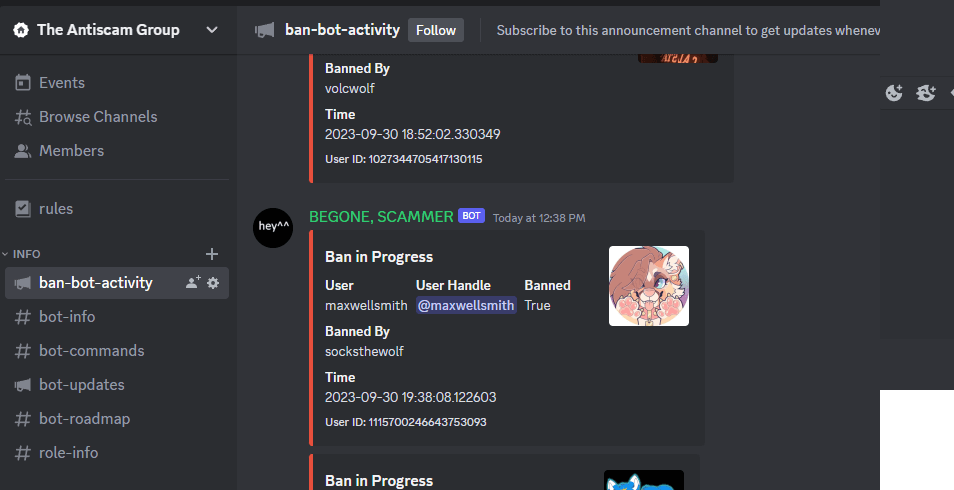 The Antiscam Group
Events
Browse Channels
Members
rules
INFO
ban-bot-activity
bot-info
bot-commands
bot-updates
bot-roadmap
role-info
ban-bot-activity Follow Subscribe to this announcement channel to get updates
Banned By
volcwolf
Time
2023-09-30 18:52:02.330349
User ID: 1027344705417130115
hey^^
BEGONE, SCAMMER BOT Today at 12:38 PM
Ban in Progress
User User Handle Banned
maxwellsmith @maxwellsmith True
Banned By
socksthewolf
Time
2023-09-30 19:38:08.122603
User ID: 1115700246643753093
Ban in Progress